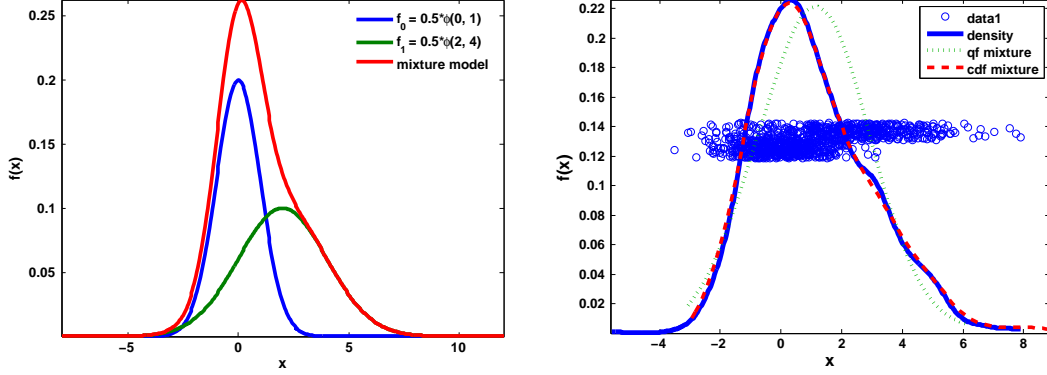 0.25
0.20
0.15
0.10
0.05
f(x)
−5
0
5
10
x
f₀ = 0.5*ϕ(0, 1)
f₁ = 0.5*ϕ(2, 4)
mixture model
0.22
0.20
0.18
0.16
0.14
0.12
0.1
0.08
0.06
0.04
0.02
f(x)
−4
−2
0
2
4
6
8
x
data1
density
qf mixture
cdf mixture